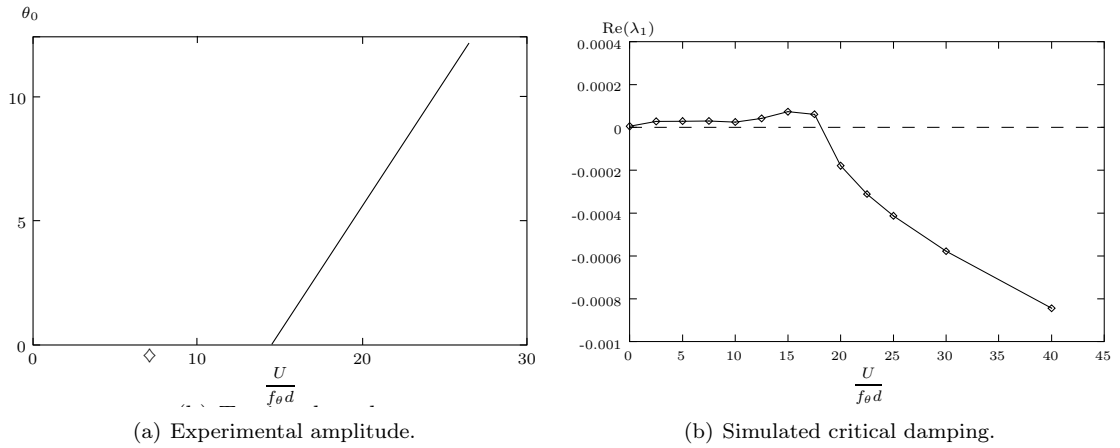 θ₀
10
5
0
0
10
20
30
U
f_θ d
(a) Experimental amplitude.
Re(λ₁)
0.0004
0.0002
0
-0.0002
-0.0004
-0.0006
-0.0008
-0.001
0 5 10 15 20 25 30 35 40 45
U
f_θ d
(b) Simulated critical damping.